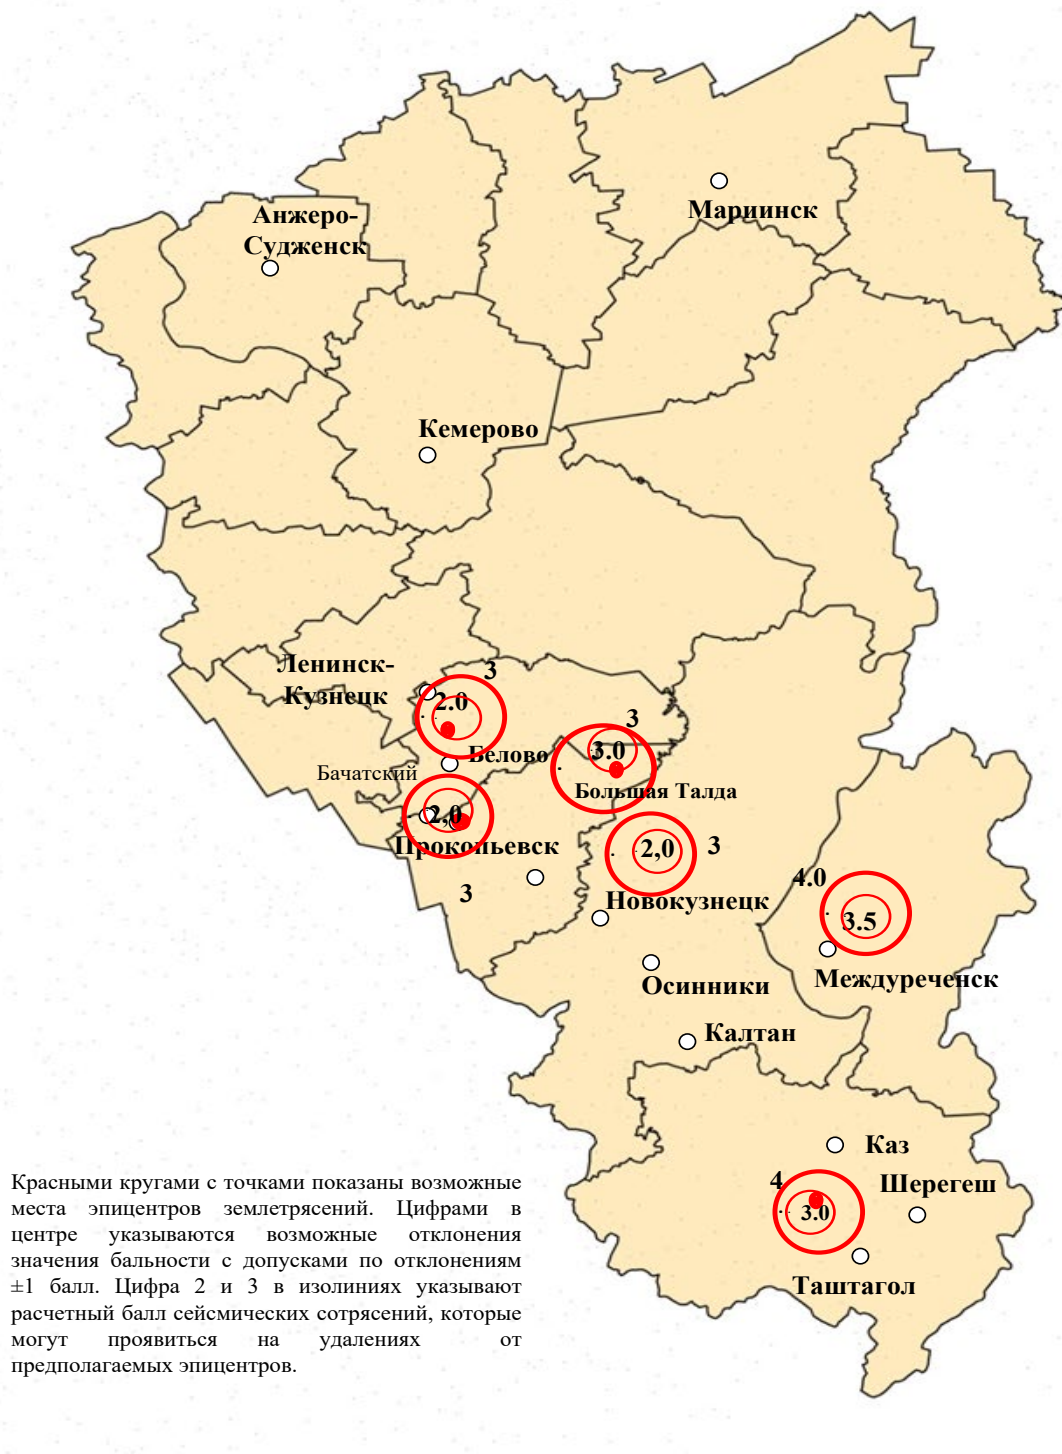 Мариинск
Анжеро-
Судженск
Кемерово
Ленинск-
Кузнецк
3
2.0
Белово
3
3.0
Бачатский
Большая Талда
2,0
Прокопьевск
3
2,0
3
Новокузнецк
4.0
3.5
Междуреченск
Осинники
Калтан
Каз
4
Шерегеш
3.0
Таштагол
Красными кругами с точками показаны возможные
места эпицентров землетрясений. Цифрами в
центре указываются возможные отклонения
значения бальности с допусками по отклонениям
±1 балл. Цифра 2 и 3 в изолиниях указывают
расчетный балл сейсмических сотрясений, которые
могут проявиться на удалениях от
предполагаемых эпицентров.